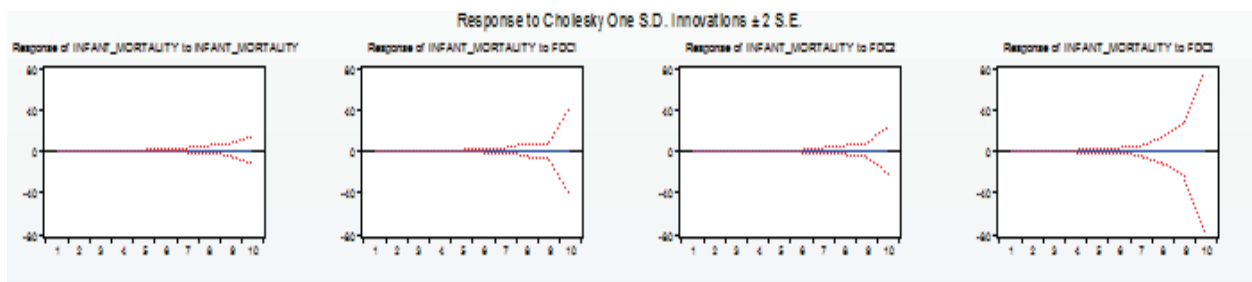 Response to Cholesky One S.D. Innovations ± 2 S.E.
Response of INFANT_MORTALITY to INFANT_MORTALITY
80
40
0
-40
-80
1 2 3 4 5 6 7 8 9 10
Response of INFANT_MORTALITY to FDC1
80
40
0
-40
-80
1 2 3 4 5 6 7 8 9 10
Response of INFANT_MORTALITY to FDC2
80
40
0
-40
-80
1 2 3 4 5 6 7 8 9 10
Response of INFANT_MORTALITY to FDC3
80
40
0
-40
-80
1 2 3 4 5 6 7 8 9 10